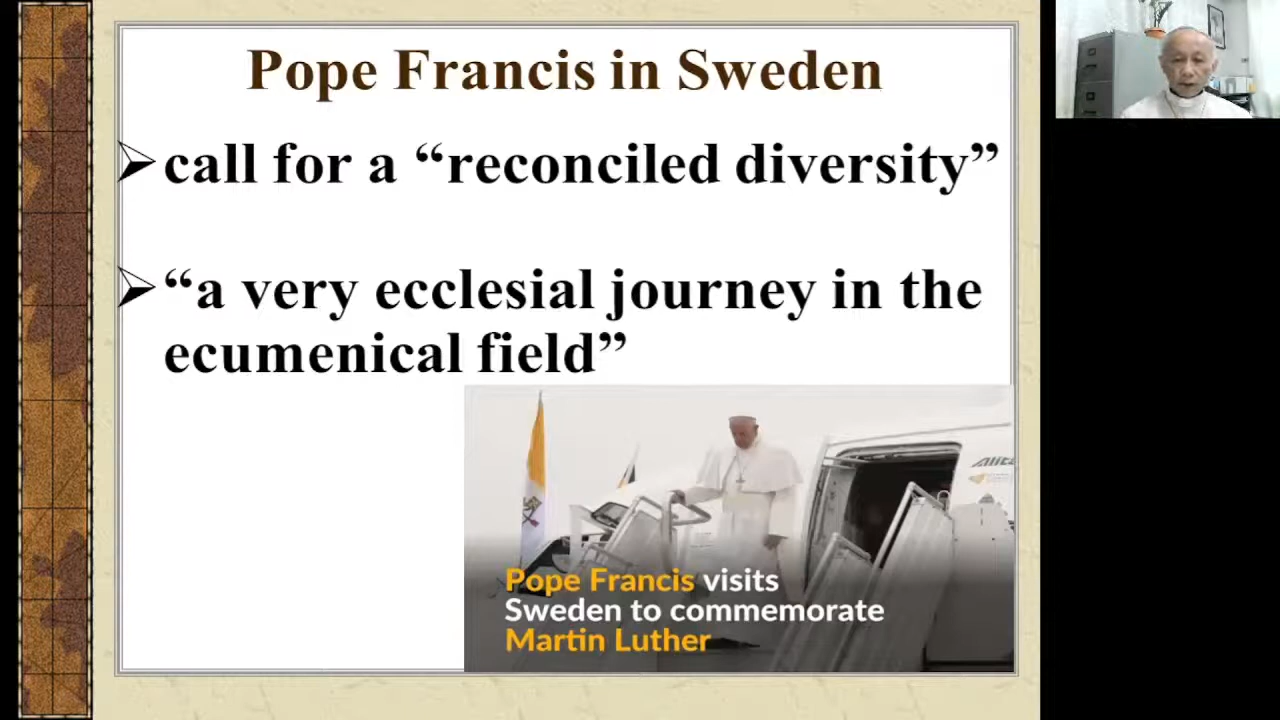 Pope Francis in Sweden
➢call for a “reconciled diversity”
➢“a very ecclesial journey in the
ecumenical field”
Pope Francis visits
Sweden to commemorate
Martin Luther